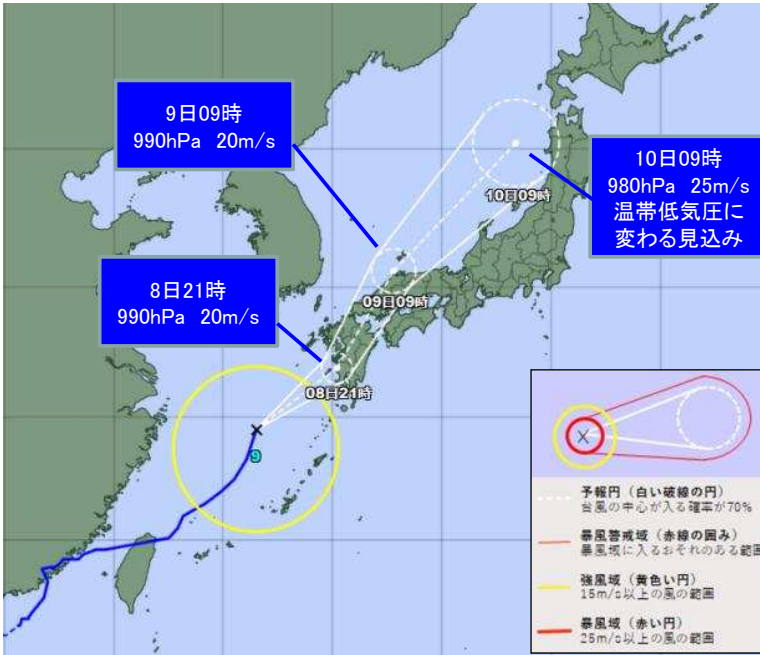 9日09時
990hPa 20m/s
10日09時
980hPa 25m/s
温帯低気圧に
変わる見込み
10日09時
8日21時
990hPa 20m/s
09日09時
08日21時
9
予報円（白い破線の円）
台風の中心が入る確率が70%
暴風警戒域（赤線の囲み）
暴風域に入るおそれのある範囲
強風域（黄色い円）
15m/s以上の風の範囲
暴風域（赤い円）
25m/s以上の風の範囲